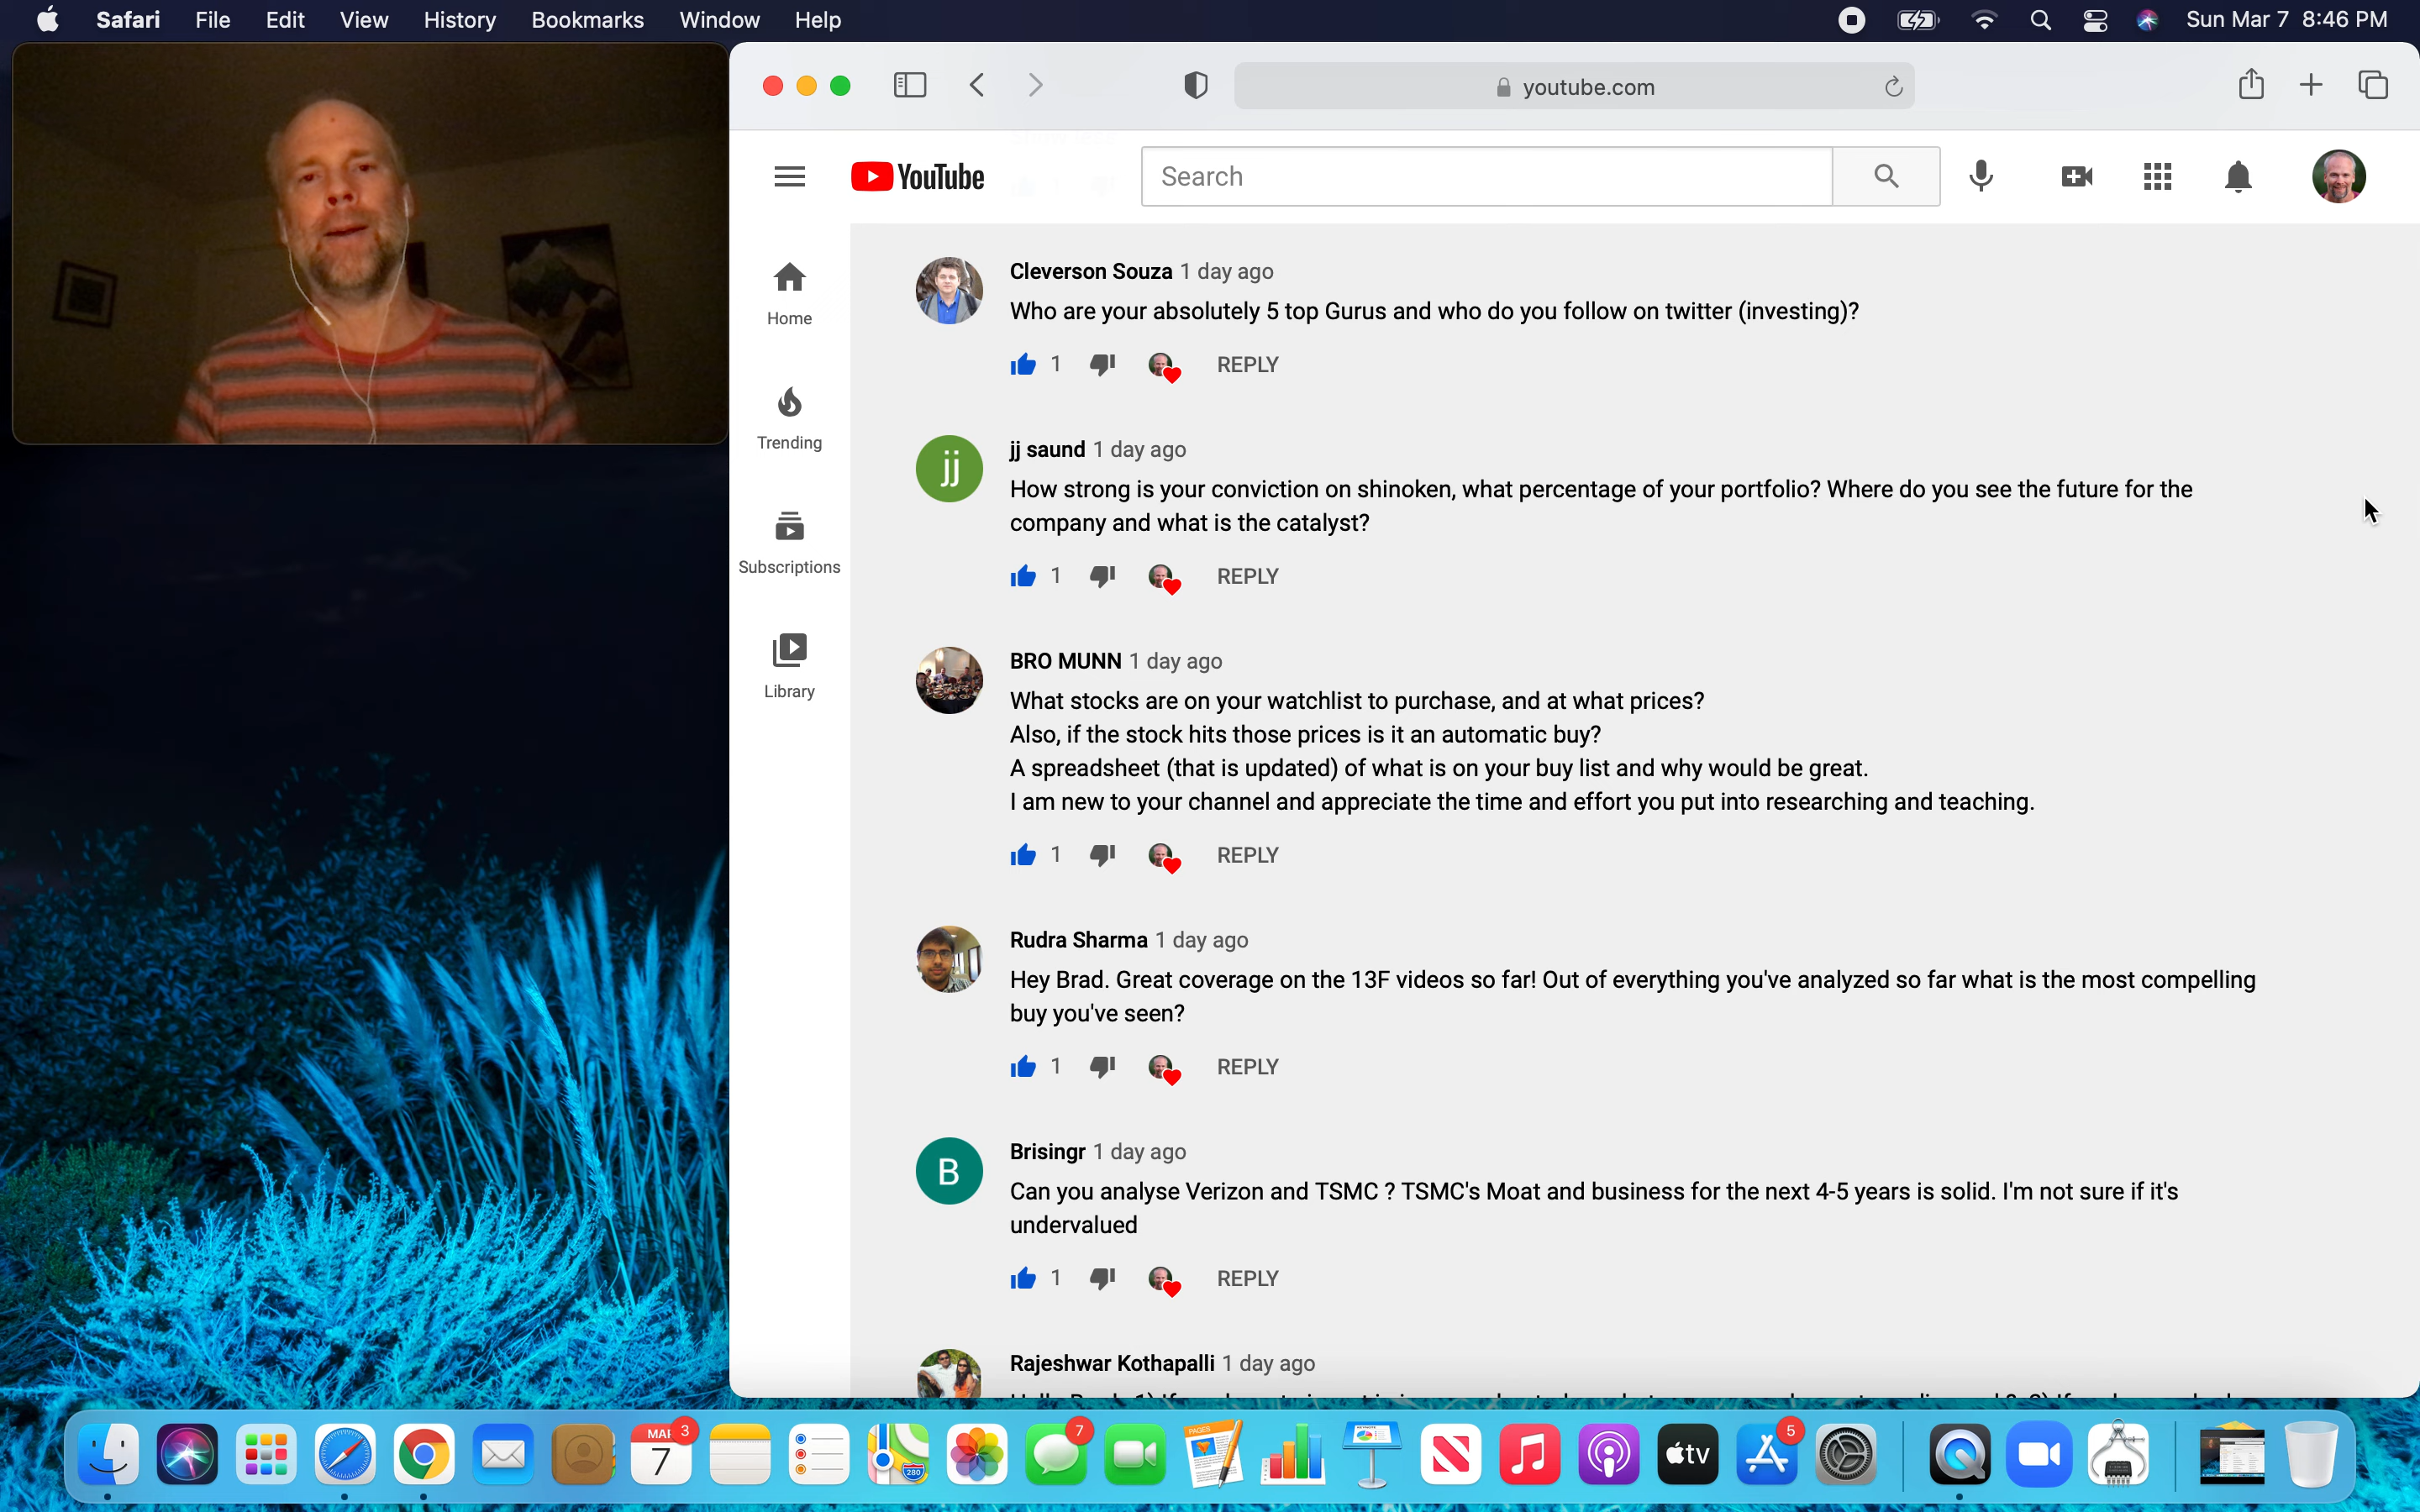 Safari File Edit View History Bookmarks Window Help Sun Mar 7 8:46 PM
youtube.com
YouTube Search
Home
Trending
Subscriptions
Library
Cleverson Souza 1 day ago
Who are your absolutely 5 top Gurus and who do you follow on twitter (investing)?
1 REPLY
jj
jj saund 1 day ago
How strong is your conviction on shinoken, what percentage of your portfolio? Where do you see the future for the
company and what is the catalyst?
1 REPLY
BRO MUNN 1 day ago
What stocks are on your watchlist to purchase, and at what prices?
Also, if the stock hits those prices is it an automatic buy?
A spreadsheet (that is updated) of what is on your buy list and why would be great.
I am new to your channel and appreciate the time and effort you put into researching and teaching.
1 REPLY
Rudra Sharma 1 day ago
Hey Brad. Great coverage on the 13F videos so far! Out of everything you've analyzed so far what is the most compelling
buy you've seen?
1 REPLY
B
Brisingr 1 day ago
Can you analyse Verizon and TSMC ? TSMC's Moat and business for the next 4-5 years is solid. I'm not sure if it's
undervalued
1 REPLY
Rajeshwar Kothapalli 1 day ago
MAR 3
7
280
7
PAGES
tv
5